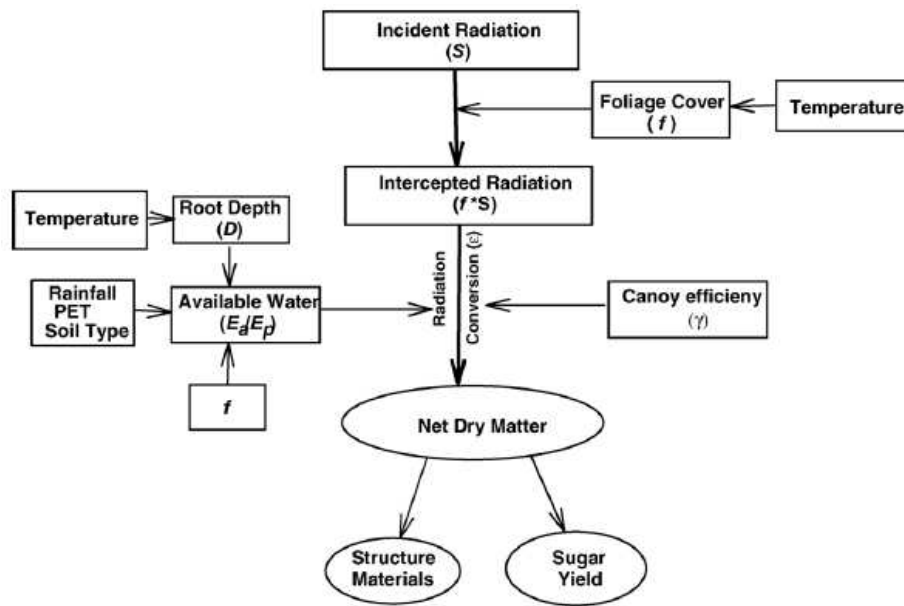 Incident Radiation
(S)
Foliage Cover
(f)
Temperature
Intercepted Radiation
(f *S)
Temperature
Root Depth
(D)
Rainfall
PET
Soil Type
Available Water
(Ea/Ep)
f
Radiation
Conversion (ε)
Canoy efficieny
(γ)
Net Dry Matter
Structure
Materials
Sugar
Yield